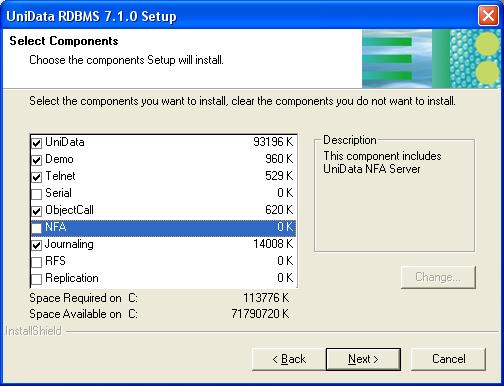 UniData RDBMS 7.1.0 Setup
Select Components
Choose the components Setup will install.
Select the components you want to install, clear the components you do not want to install.
UniData 93196 K
Demo 960 K
Telnet 529 K
Serial 0 K
ObjectCall 620 K
NFA 0 K
Journaling 14008 K
RFS 0 K
Replication 0 K
Description
This component includes
UniData NFA Server
Change...
Space Required on C: 113776 K
Space Available on C: 71790720 K
InstallShield
< Back
Next >
Cancel